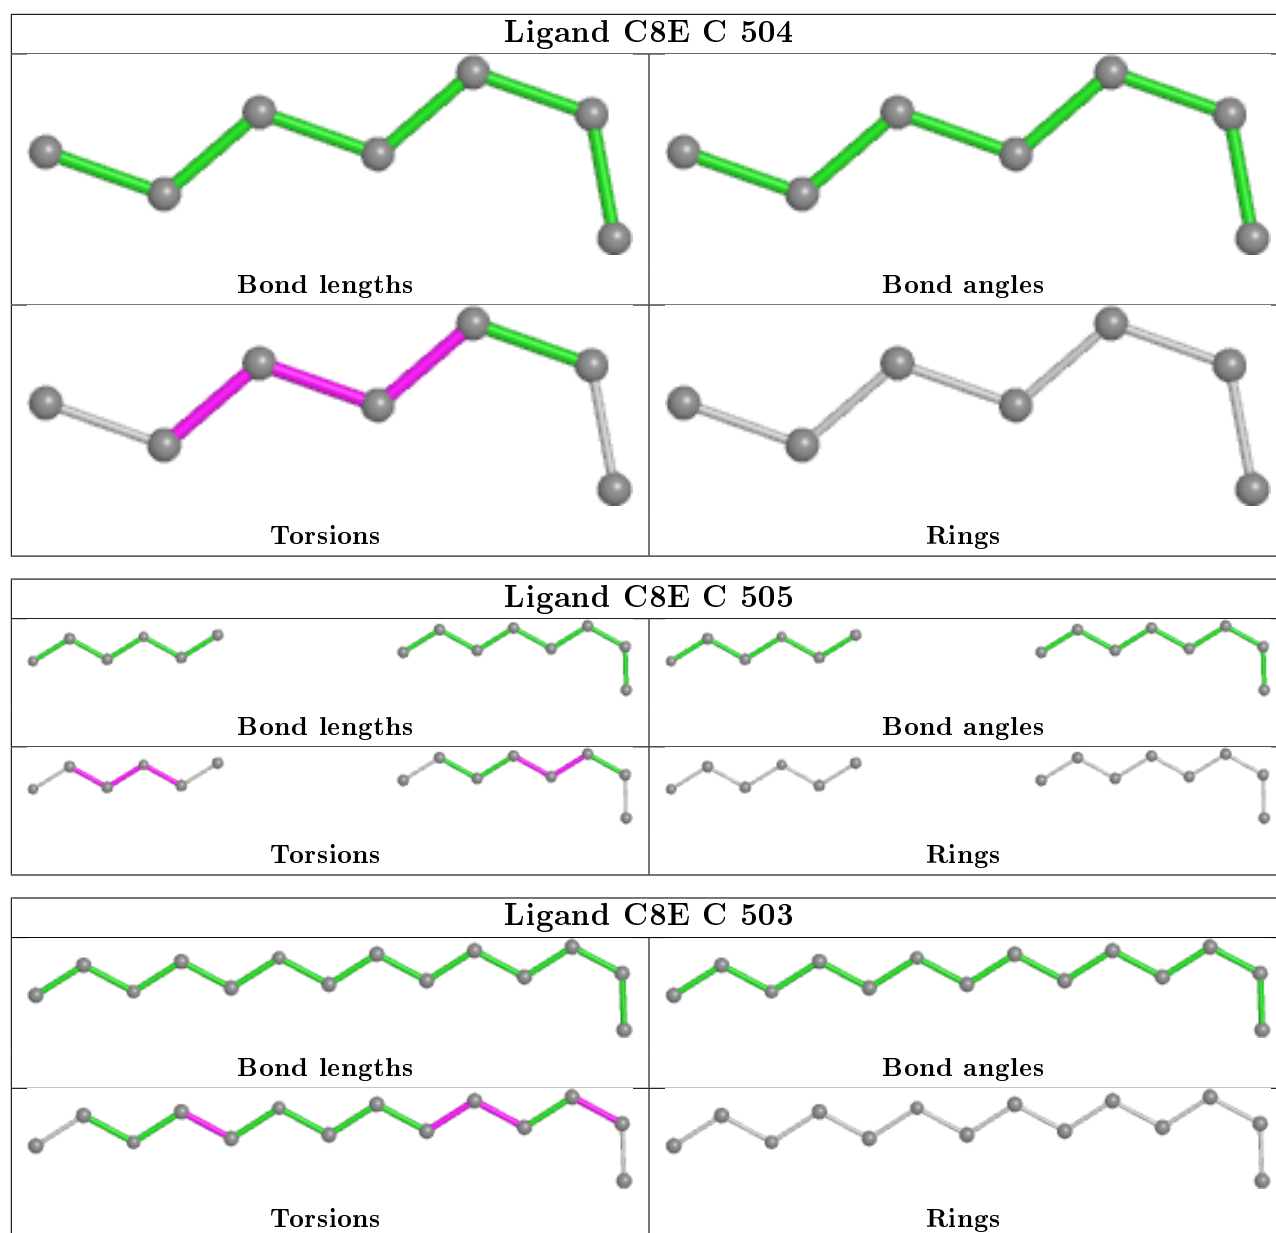 Ligand C8E C 504
Bond lengths
Bond angles
Torsions
Rings
Ligand C8E C 505
Bond lengths
Bond angles
Torsions
Rings
Ligand C8E C 503
Bond lengths
Bond angles
Torsions
Rings